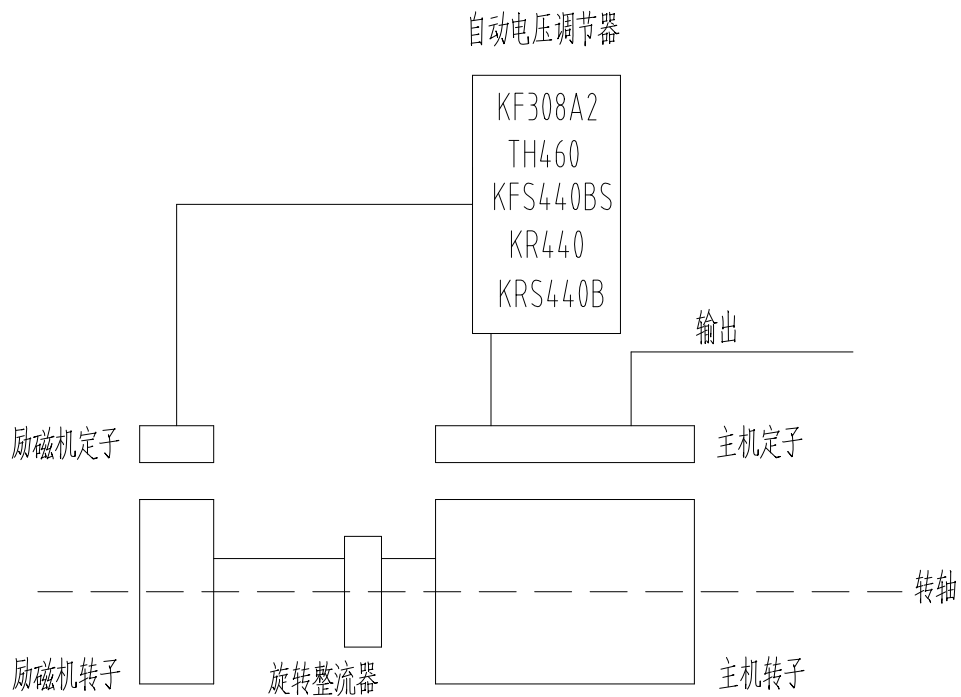 自动电压调节器
KF308A2
TH460
KFS440BS
KR440
KRS440B
输出
励磁机定子
主机定子
转轴
励磁机转子
旋转整流器
主机转子